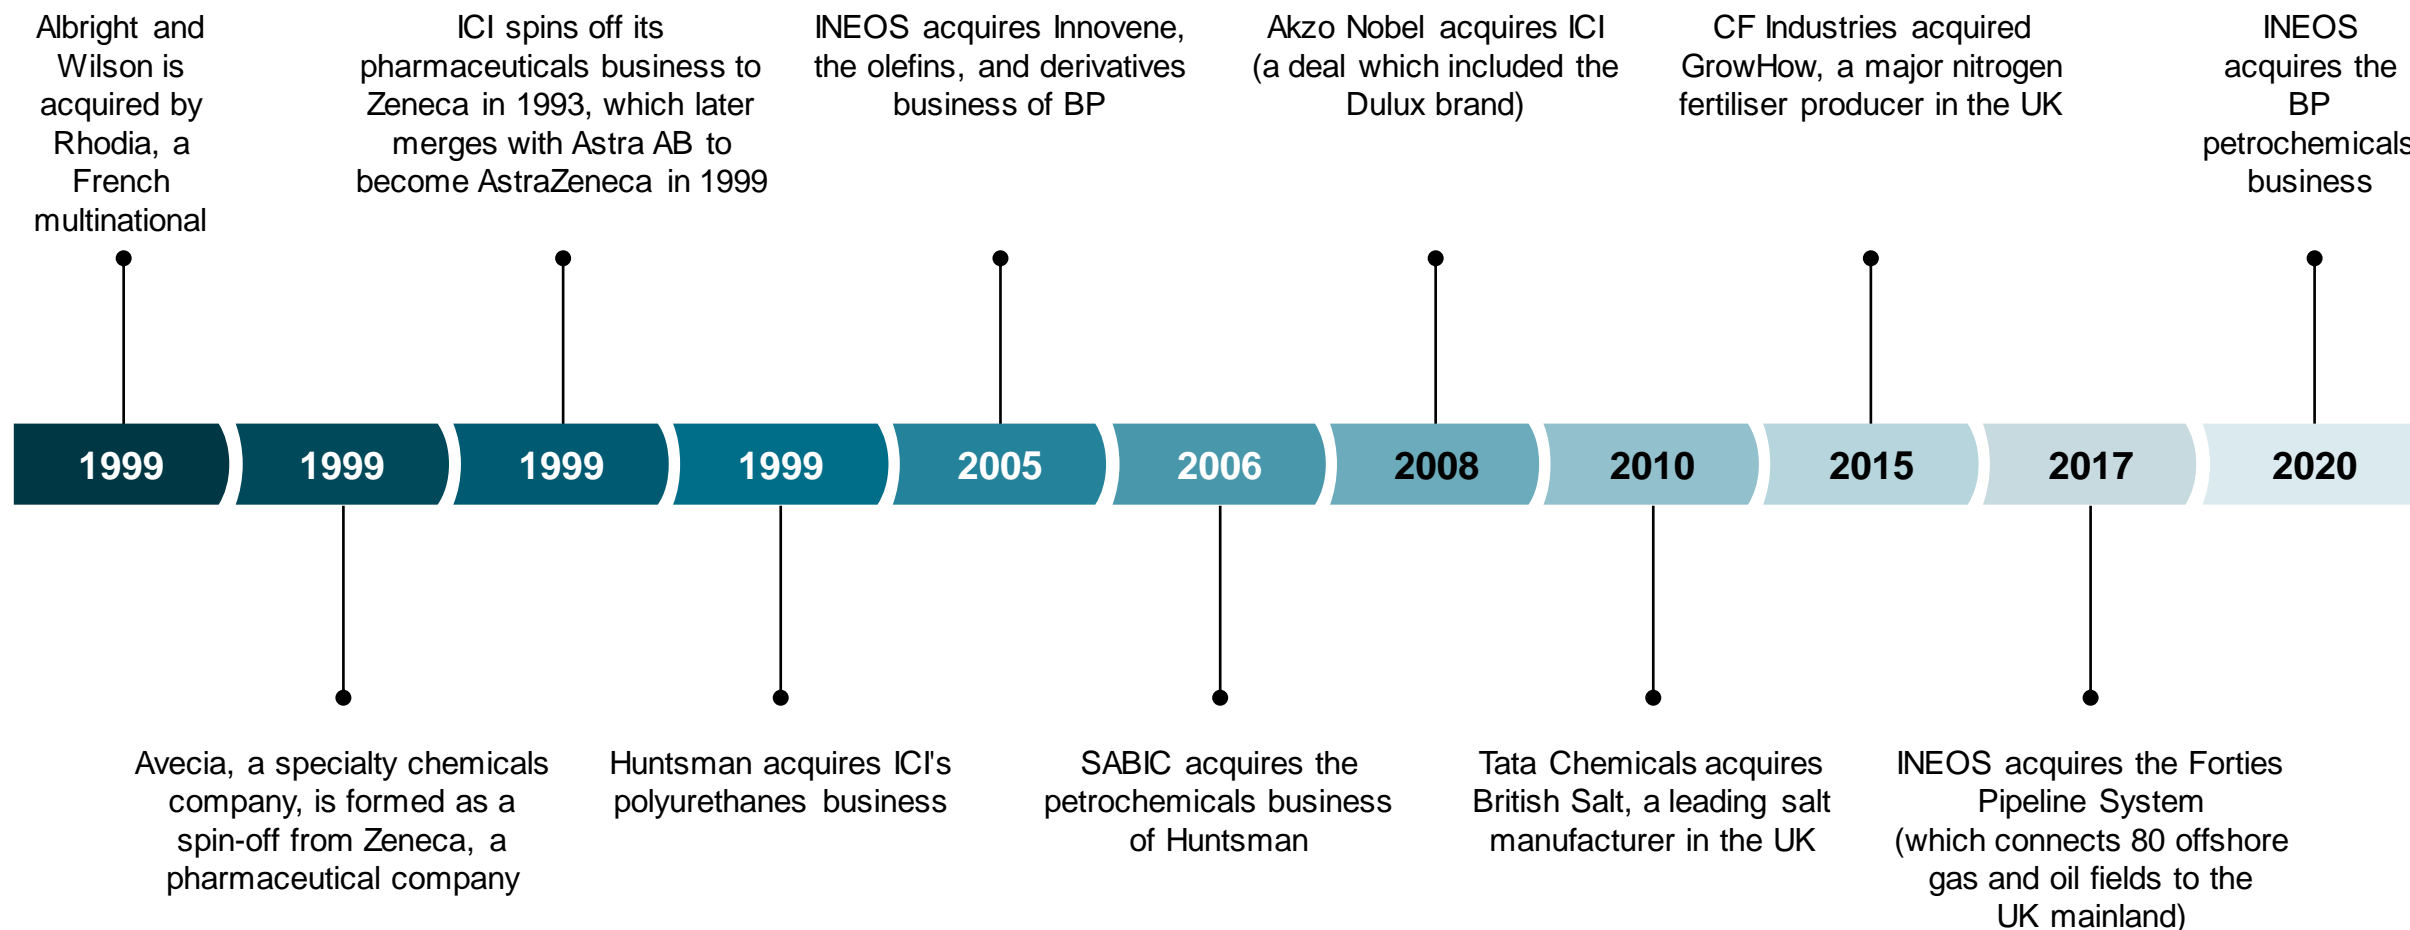 Albright and
Wilson is
acquired by
Rhodia, a
French
multinational
ICI spins off its
pharmaceuticals business to
Zeneca in 1993, which later
merges with Astra AB to
become AstraZeneca in 1999
INEOS acquires Innovene,
the olefins, and derivatives
business of BP
Akzo Nobel acquires ICI
(a deal which included the
Dulux brand)
CF Industries acquired
GrowHow, a major nitrogen
fertiliser producer in the UK
INEOS
acquires the
BP
petrochemicals
business
1999
1999
1999
1999
2005
2006
2008
2010
2015
2017
2020
Avecia, a specialty chemicals
company, is formed as a
spin-off from Zeneca, a
pharmaceutical company
Huntsman acquires ICI's
polyurethanes business
SABIC acquires the
petrochemicals business
of Huntsman
Tata Chemicals acquires
British Salt, a leading salt
manufacturer in the UK
INEOS acquires the Forties
Pipeline System
(which connects 80 offshore
gas and oil fields to the
UK mainland)